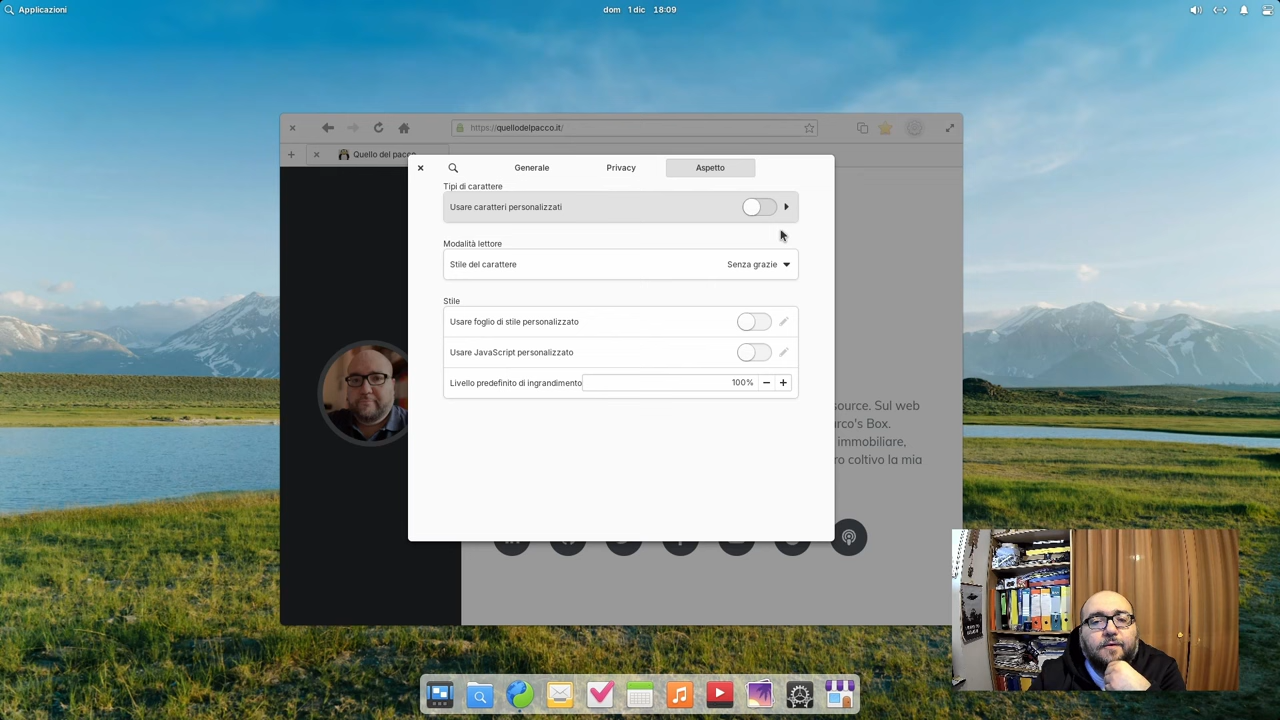 Applicazioni
dom 1 dic 18:09
https://quellodelpacco.it/
Quello del pacco
Generale
Privacy
Aspetto
Tipi di carattere
Usare caratteri personalizzati
Modalità lettore
Stile del carattere
Senza grazie
Stile
Usare foglio di stile personalizzato
Usare JavaScript personalizzato
Livello predefinito di ingrandimento
100%
source. Sul web
rco's Box.
immobiliare,
ro coltivo la mia